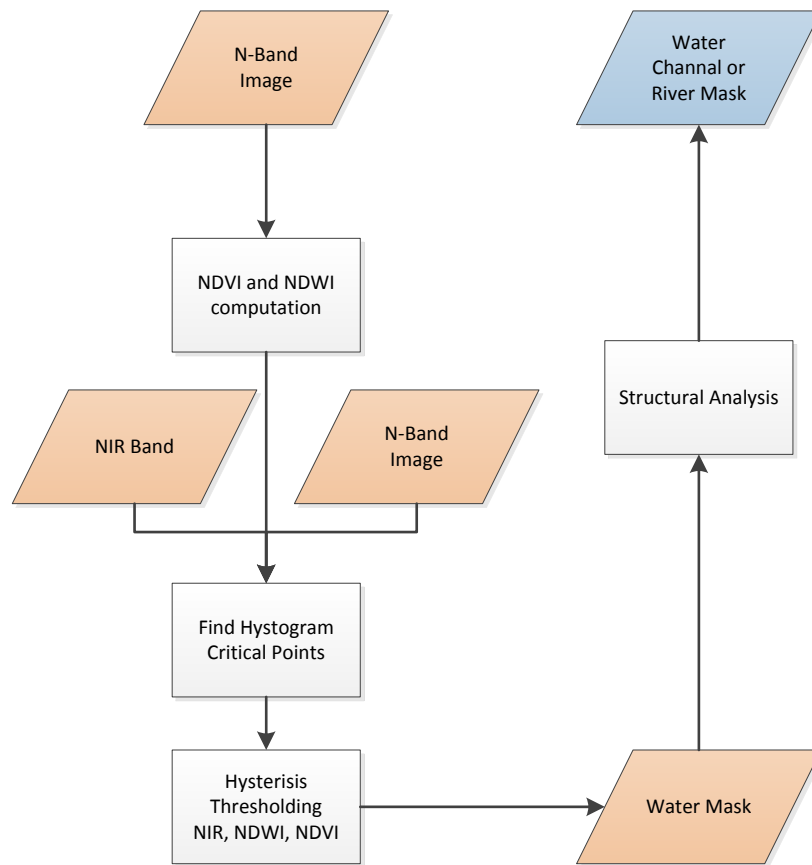 N-Band
Image
NDVI and NDWI
computation
NIR Band
N-Band
Image
Find Hystogram
Critical Points
Hysterisis
Thresholding
NIR, NDWI, NDVI
Water Mask
Structural Analysis
Water
Channal or
River Mask